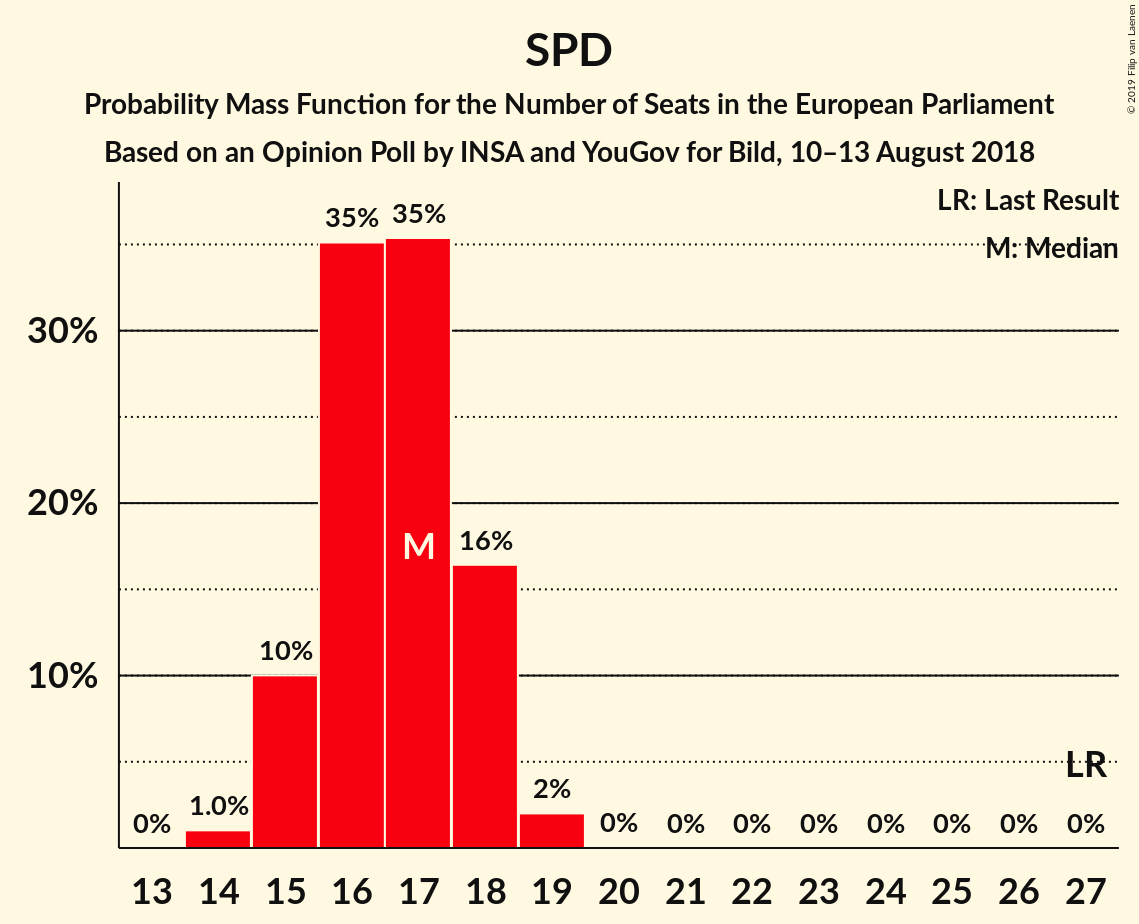 SPD
Probability Mass Function for the Number of Seats in the European Parliament
Based on an Opinion Poll by INSA and YouGov for Bild, 10–13 August 2018
© 2019 Filip van Laenen
LR: Last Result
M: Median
30%
20%
10%
0%
1.0%
10%
35%
35%
16%
2%
0%
0%
0%
0%
0%
0%
0%
0%
M
LR
13 14 15 16 17 18 19 20 21 22 23 24 25 26 27